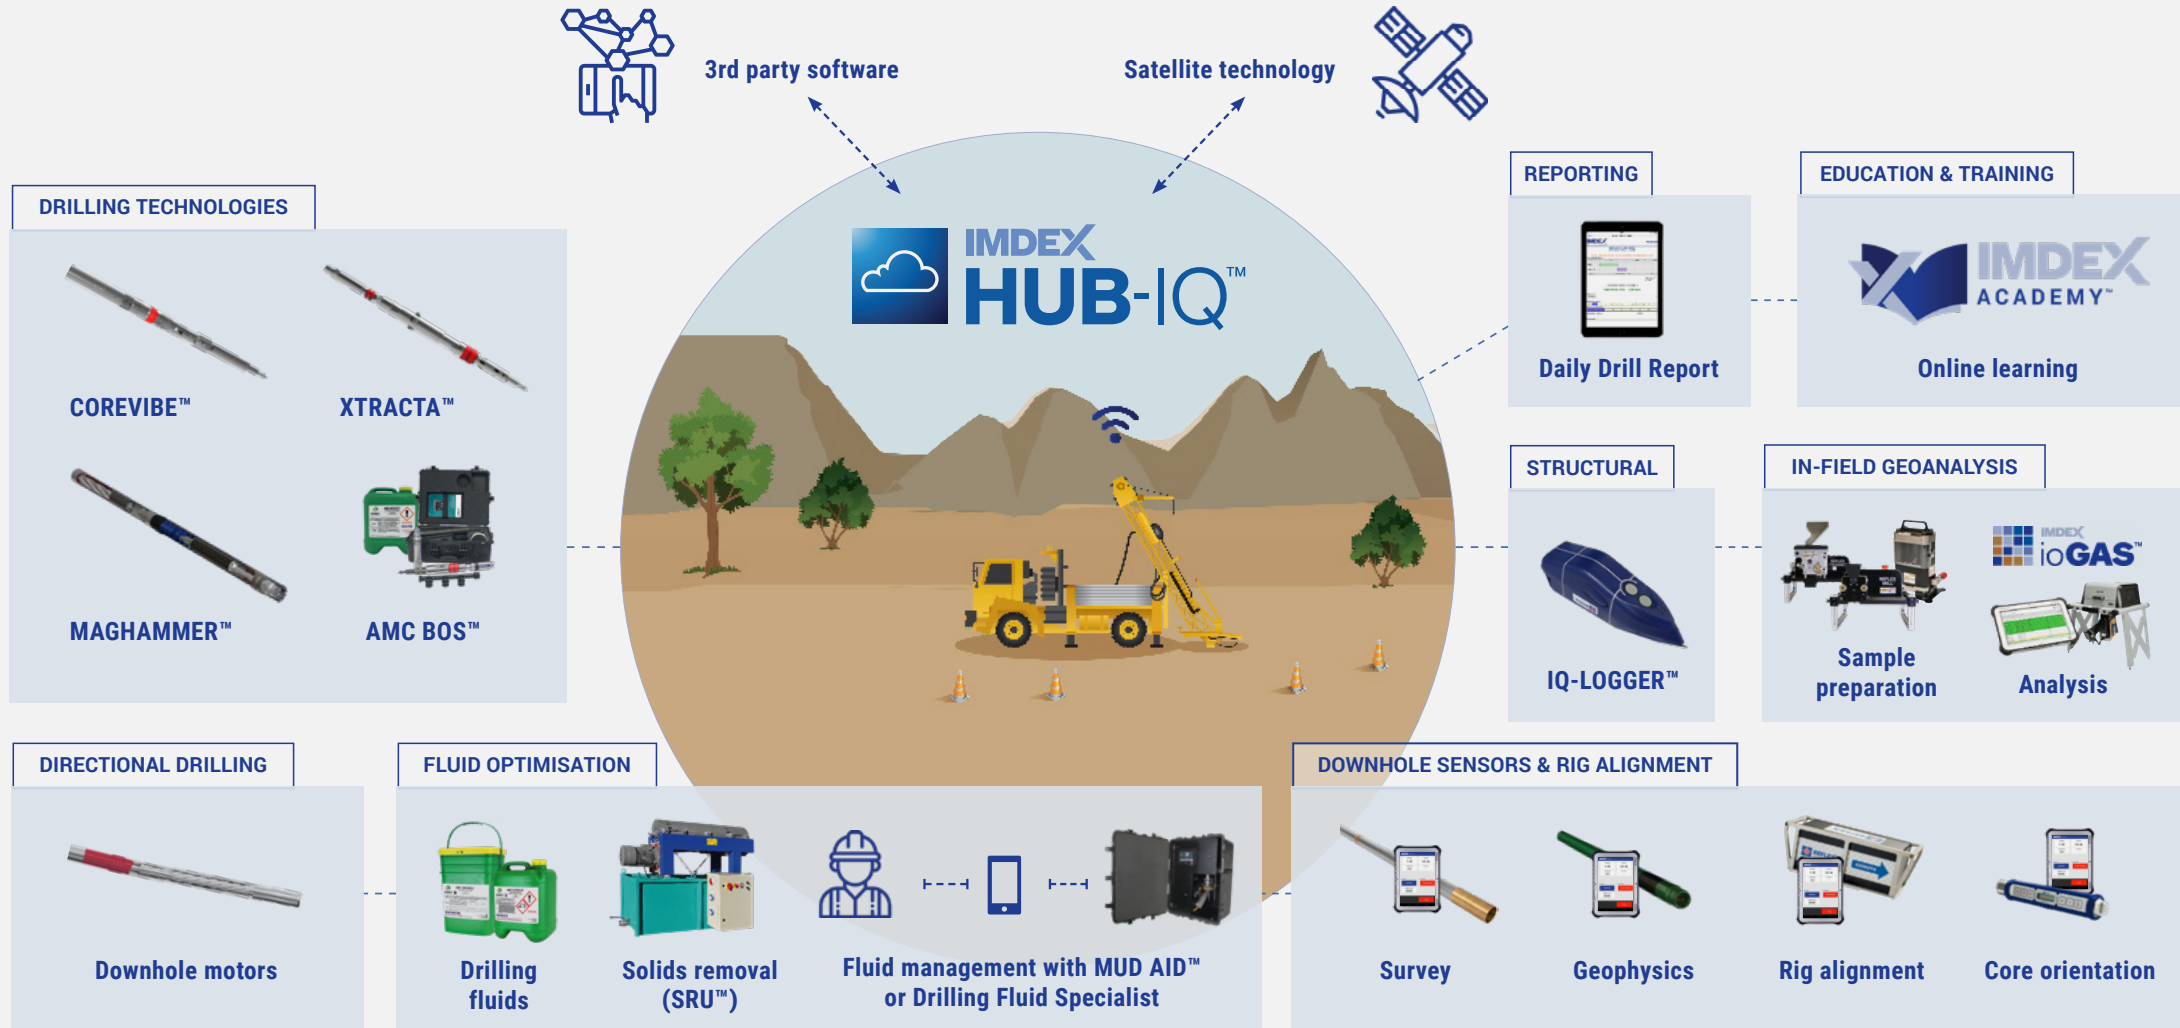 3rd party software
Satellite technology
IMDEX
HUB-IQ™
DRILLING TECHNOLOGIES
COREVIBE™
XTRACTA™
MAGHAMMER™
AMC BOS™
REPORTING
Daily Drill Report
EDUCATION & TRAINING
IMDEX
ACADEMY™
Online learning
STRUCTURAL
IQ-LOGGER™
IN-FIELD GEOANALYSIS
IMDEX
ioGAS™
Sample
preparation
Analysis
DIRECTIONAL DRILLING
Downhole motors
FLUID OPTIMISATION
Drilling
fluids
Solids removal
(SRU™)
Fluid management with MUD AID™
or Drilling Fluid Specialist
DOWNHOLE SENSORS & RIG ALIGNMENT
Survey
Geophysics
Rig alignment
Core orientation